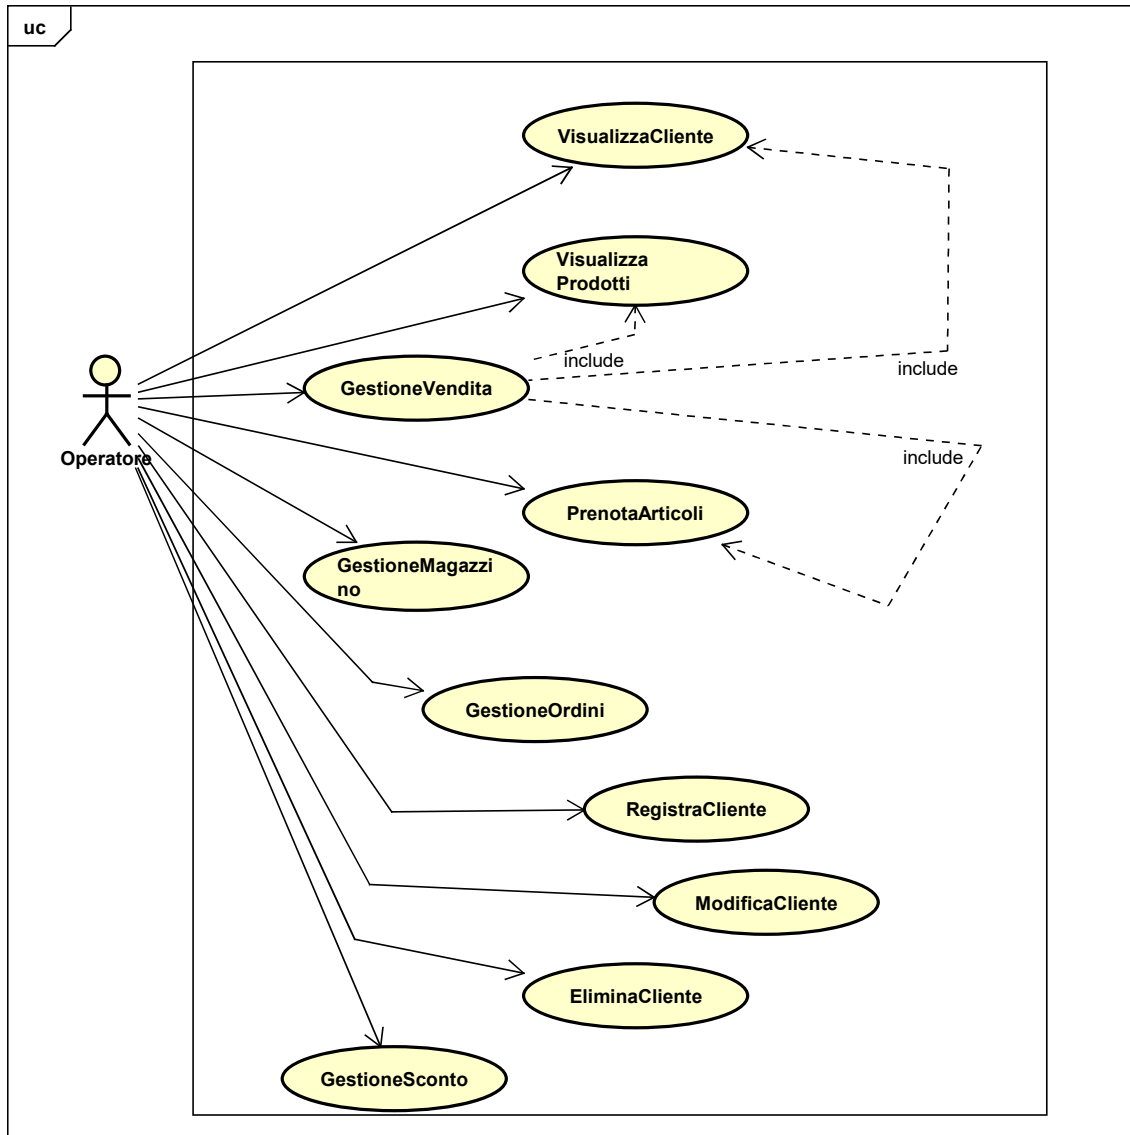 uc
VisualizzaCliente
Visualizza
Prodotti
include
include
GestioneVendita
Operatore
include
PrenotaArticoli
GestioneMagazzi
no
GestioneOrdini
RegistraCliente
ModificaCliente
EliminaCliente
GestioneSconto